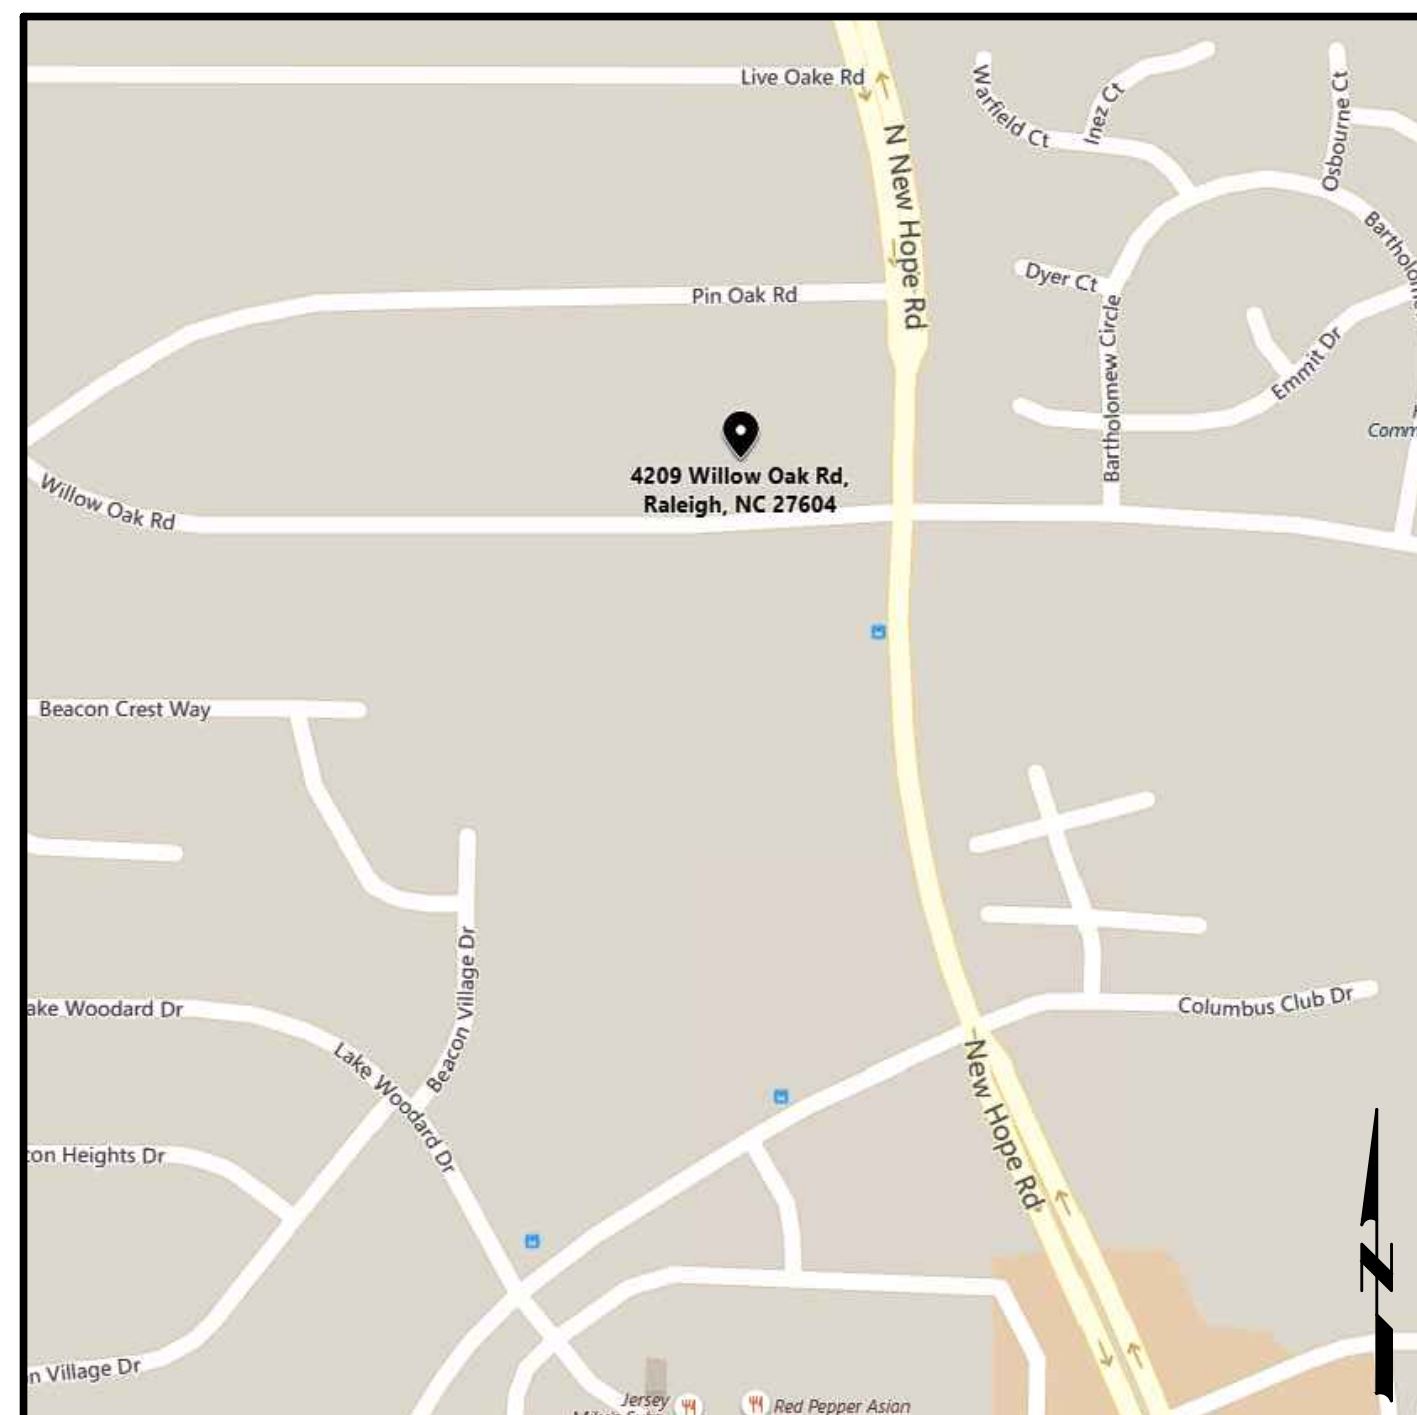 Live Oake Rd
N New Hope Rd
Warfield Ct
Inez Ct
Osbourne Ct
Dyer Ct
Pin Oak Rd
Bartholomew Circle
Emmit Dr
4209 Willow Oak Rd,
Raleigh, NC 27604
Willow Oak Rd
Beacon Crest Way
Beacon Village Dr
ake Woodard Dr
Lake Woodard Dr
Columbus Club Dr
New Hope Rd
on Heights Dr
n Village Dr
Jersey
Red Pepper Asian
N